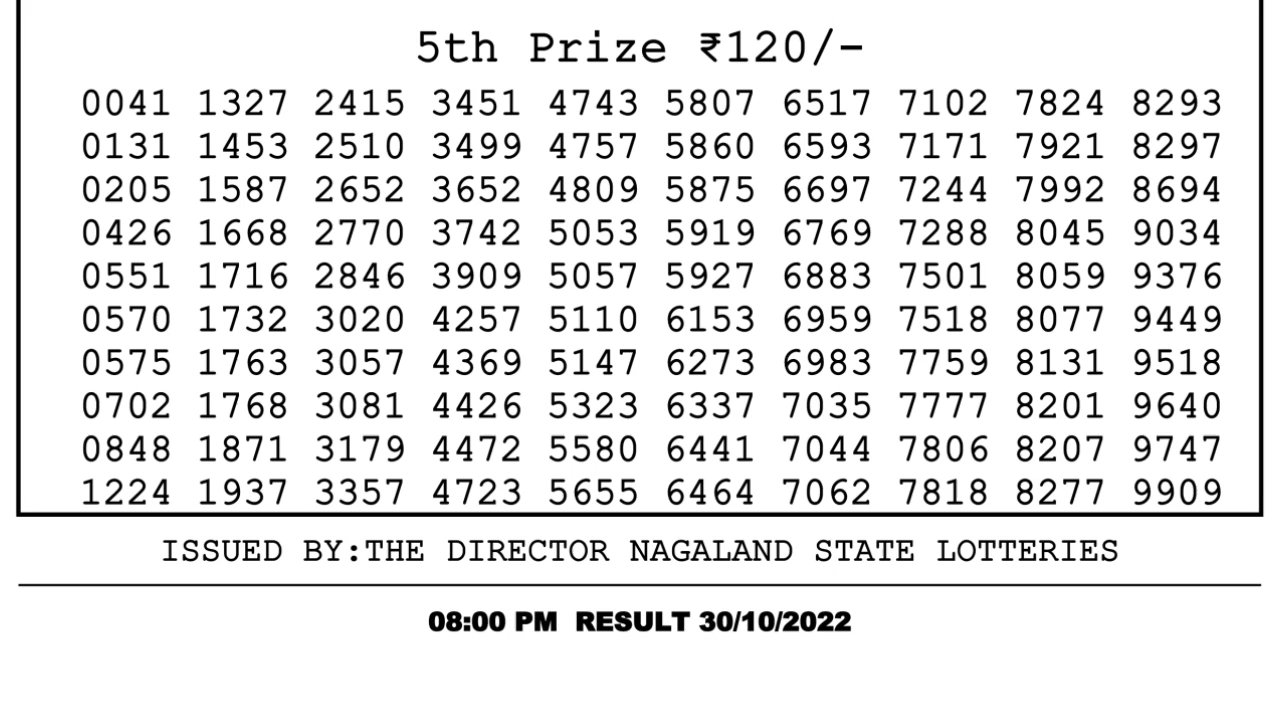 5th Prize ₹120/-
0041 1327 2415 3451 4743 5807 6517 7102 7824 8293
0131 1453 2510 3499 4757 5860 6593 7171 7921 8297
0205 1587 2652 3652 4809 5875 6697 7244 7992 8694
0426 1668 2770 3742 5053 5919 6769 7288 8045 9034
0551 1716 2846 3909 5057 5927 6883 7501 8059 9376
0570 1732 3020 4257 5110 6153 6959 7518 8077 9449
0575 1763 3057 4369 5147 6273 6983 7759 8131 9518
0702 1768 3081 4426 5323 6337 7035 7777 8201 9640
0848 1871 3179 4472 5580 6441 7044 7806 8207 9747
1224 1937 3357 4723 5655 6464 7062 7818 8277 9909
ISSUED BY:THE DIRECTOR NAGALAND STATE LOTTERIES
08:00 PM RESULT 30/10/2022